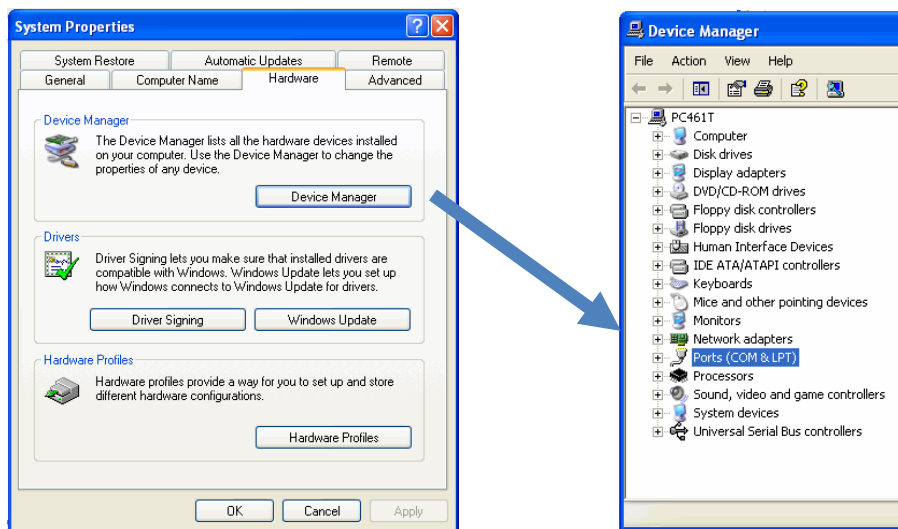 System Properties
System Restore Automatic Updates Remote
General Computer Name Hardware Advanced
Device Manager
The Device Manager lists all the hardware devices installed
on your computer. Use the Device Manager to change the
properties of any device.
Device Manager
Drivers
Driver Signing lets you make sure that installed drivers are
compatible with Windows. Windows Update lets you set up
how Windows connects to Windows Update for drivers.
Driver Signing Windows Update
Hardware Profiles
Hardware profiles provide a way for you to set up and store
different hardware configurations.
Hardware Profiles
OK Cancel Apply
Device Manager
File Action View Help
PC461T
Computer
Disk drives
Display adapters
DVD/CD-ROM drives
Floppy disk controllers
Floppy disk drives
Human Interface Devices
IDE ATA/ATAPI controllers
Keyboards
Mice and other pointing devices
Monitors
Network adapters
Ports (COM & LPT)
Processors
Sound, video and game controllers
System devices
Universal Serial Bus controllers